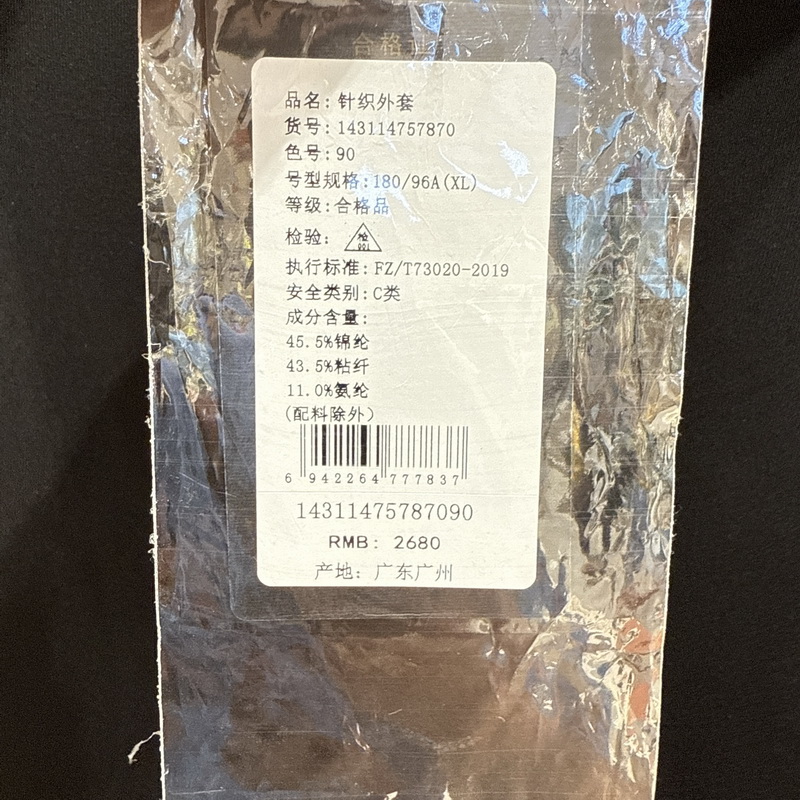 合格证
品名:针织外套
货号:143114757870
色号:90
号型规格:180/96A(XL)
等级:合格品
检验:
检
001
执行标准:FZ/T73020-2019
安全类别:C类
成分含量:
45.5%锦纶
43.5%粘纤
11.0%氨纶
(配料除外)
6 942264 777837
14311475787090
RMB: 2680
产地: 广东广州